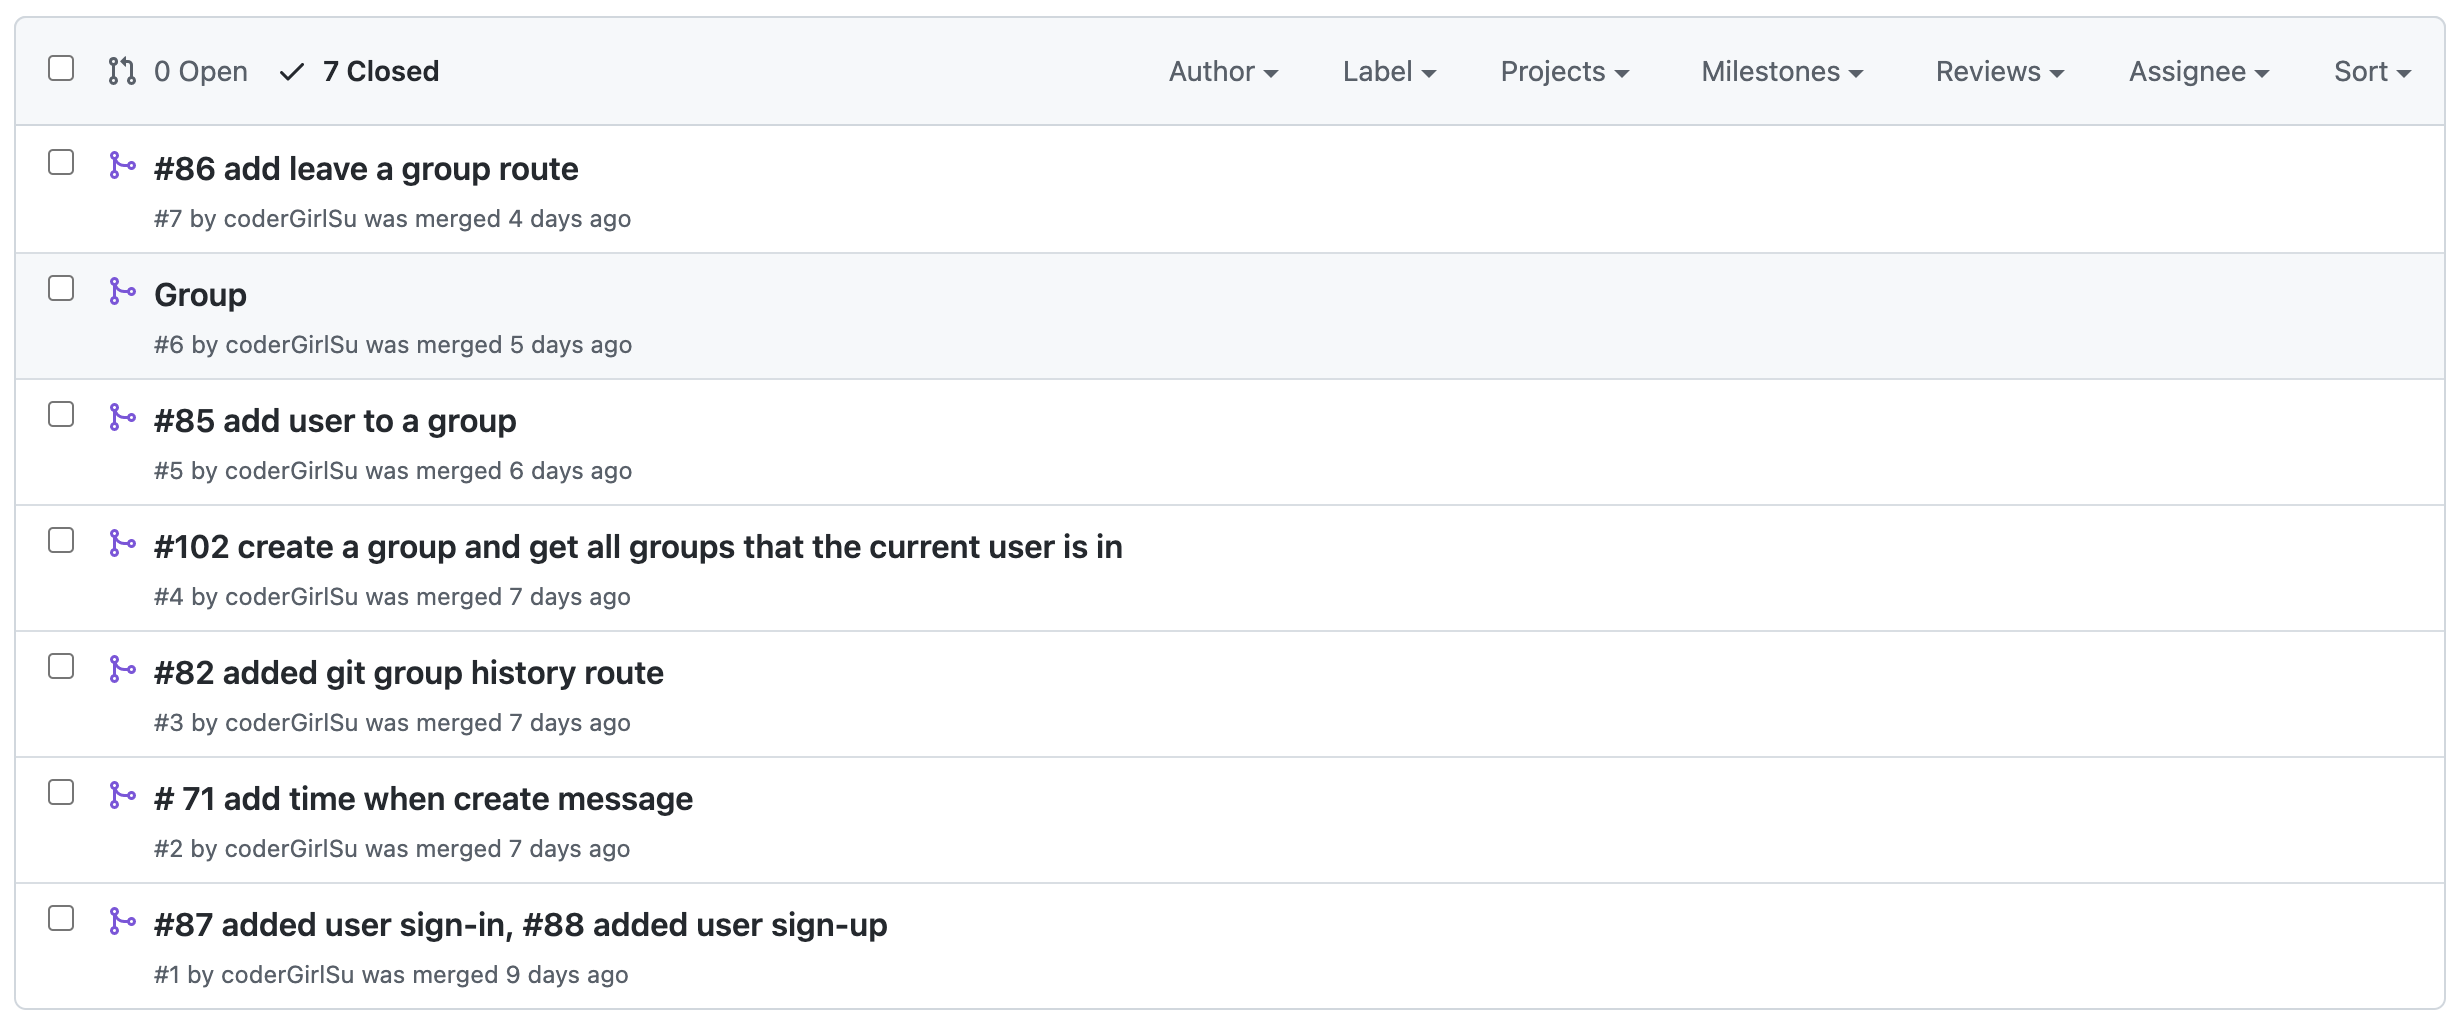 0 Open 7 Closed Author Label Projects Milestones Reviews Assignee Sort
#86 add leave a group route
#7 by coderGirlSu was merged 4 days ago
Group
#6 by coderGirlSu was merged 5 days ago
#85 add user to a group
#5 by coderGirlSu was merged 6 days ago
#102 create a group and get all groups that the current user is in
#4 by coderGirlSu was merged 7 days ago
#82 added git group history route
#3 by coderGirlSu was merged 7 days ago
# 71 add time when create message
#2 by coderGirlSu was merged 7 days ago
#87 added user sign-in, #88 added user sign-up
#1 by coderGirlSu was merged 9 days ago